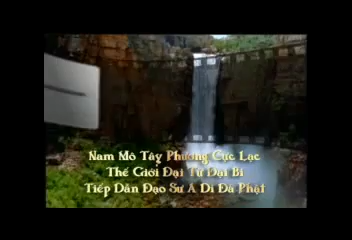 Nam Mô Tây Phương Cực Lạc
Thế Giới Đại Từ Đại Bi
Tiếp Dẫn Đạo Sư A Di Đà Phật